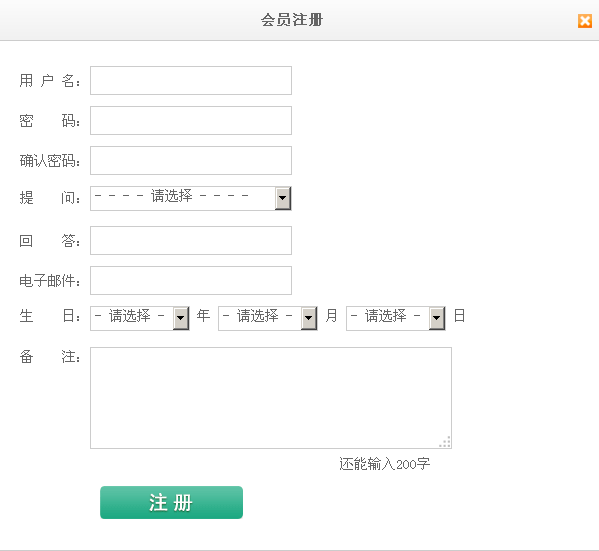 会员注册
用 户 名：
密 码：
确认密码：
提 问： - - - - 请选择 - - - -
回 答：
电子邮件：
生 日： - 请选择 - 年 - 请选择 - 月 - 请选择 - 日
备 注：
还能输入200字
注 册